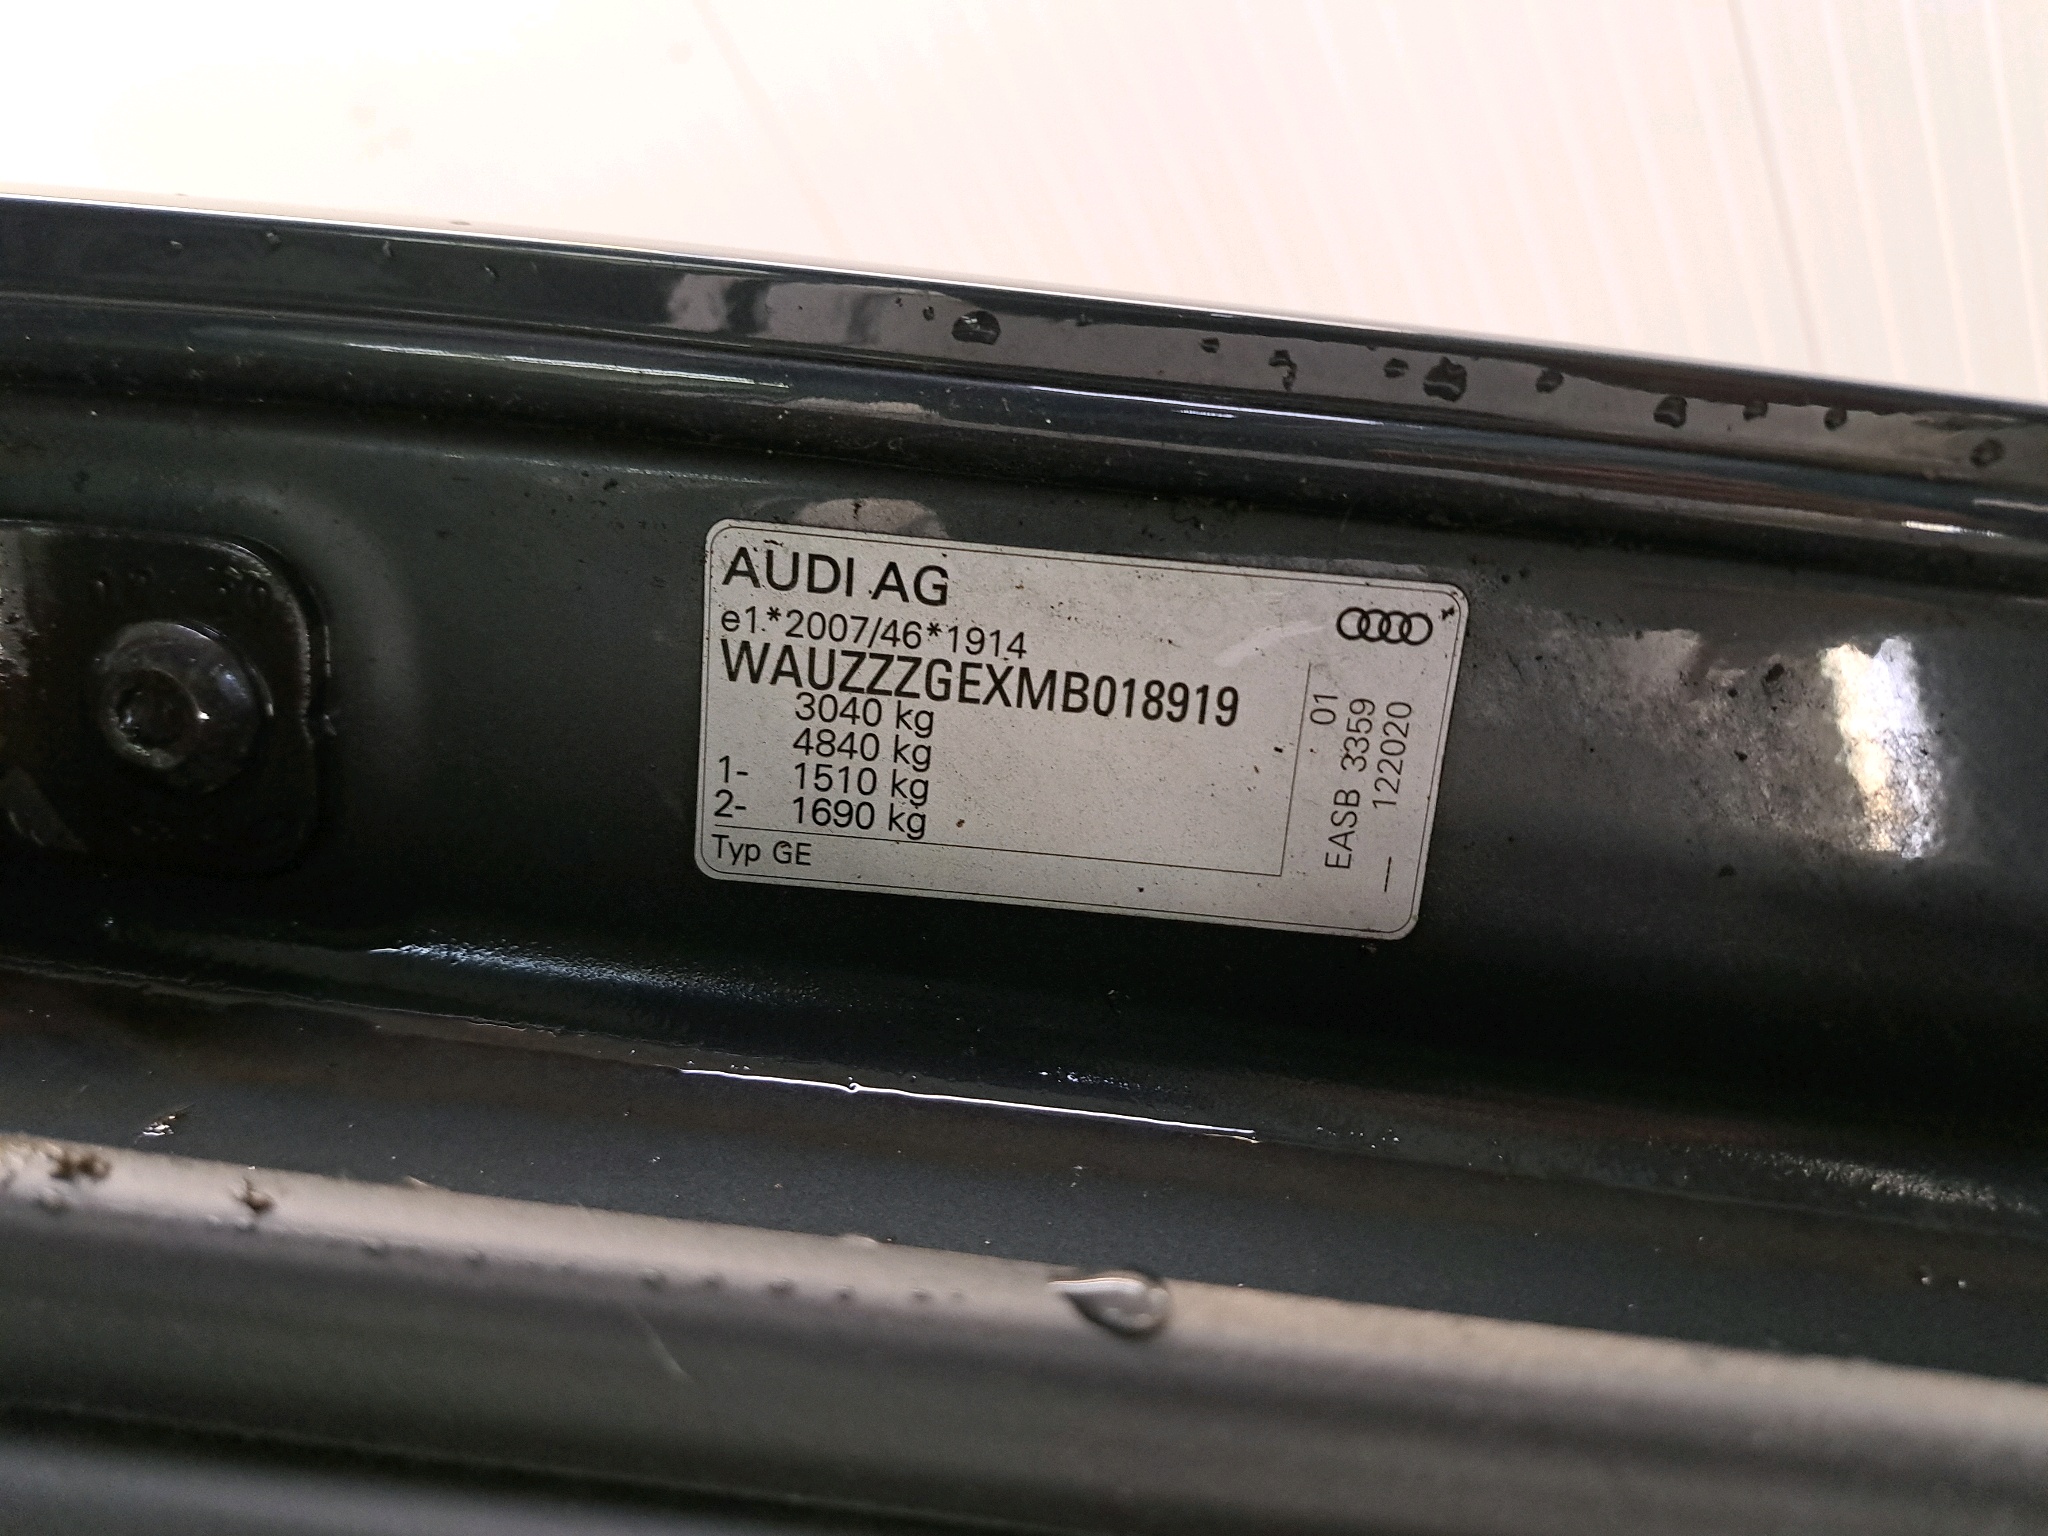 AUDI AG
e1*2007/46*1914
WAUZZZGEXMB018919
3040 kg
4840 kg
1- 1510 kg
2- 1690 kg
Typ GE
EASB 3359 01
--- 122020